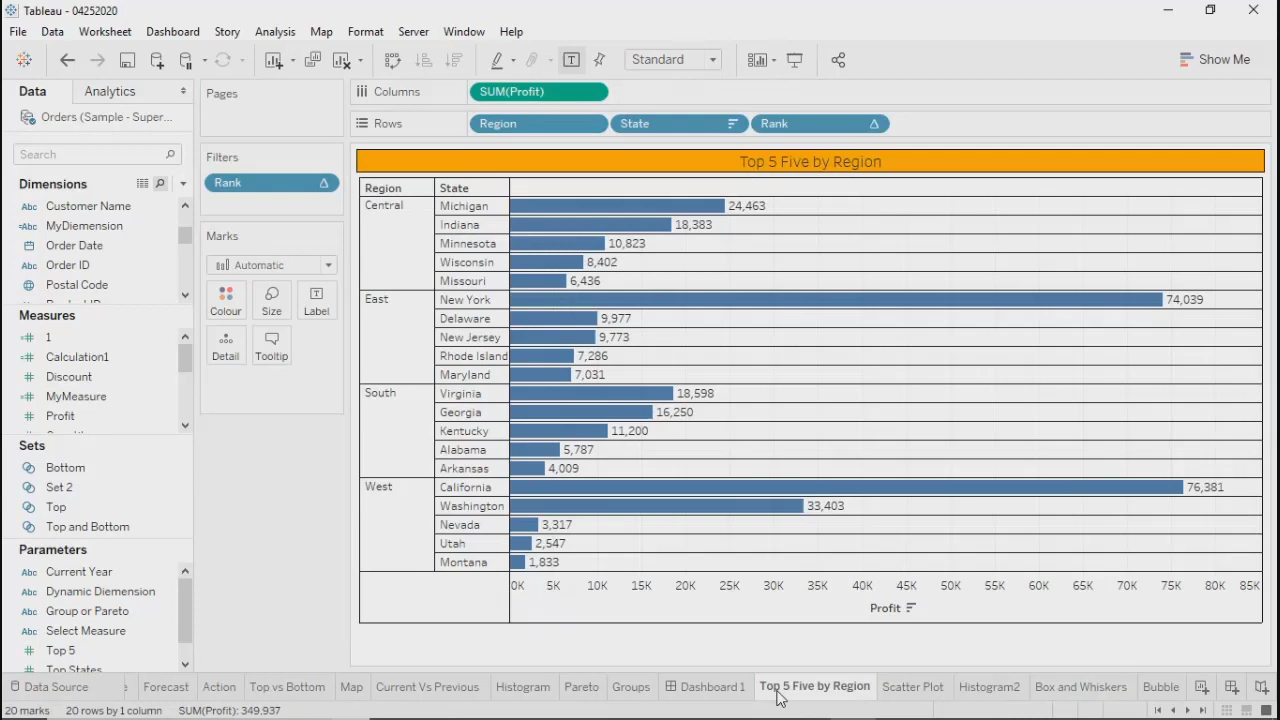 Tableau - 04252020
File Data Worksheet Dashboard Story Analysis Map Format Server Window Help
Standard
Show Me
Data Analytics
Orders (Sample - Super...
Search
Dimensions
Abc Customer Name
=Abc MyDiemension
Order Date
Abc Order ID
Postal Code
Measures
=# 1
=# Calculation1
# Discount
=# MyMeasure
# Profit
Sets
Bottom
Set 2
Top
Top and Bottom
Parameters
Abc Current Year
Abc Dynamic Diemension
Abc Group or Pareto
Abc Select Measure
# Top 5
# Top States
Pages
Filters
Rank
Marks
Automatic
Colour Size Label
Detail Tooltip
Columns SUM(Profit)
Rows Region State Rank
Top 5 Five by Region
Region State
Central Michigan 24,463
Indiana 18,383
Minnesota 10,823
Wisconsin 8,402
Missouri 6,436
East New York 74,039
Delaware 9,977
New Jersey 9,773
Rhode Island 7,286
Maryland 7,031
South Virginia 18,598
Georgia 16,250
Kentucky 11,200
Alabama 5,787
Arkansas 4,009
West California 76,381
Washington 33,403
Nevada 3,317
Utah 2,547
Montana 1,833
0K 5K 10K 15K 20K 25K 30K 35K 40K 45K 50K 55K 60K 65K 70K 75K 80K 85K
Profit
Data Source Forecast Action Top vs Bottom Map Current Vs Previous Histogram Pareto Groups Dashboard 1 Top 5 Five by Region Scatter Plot Histogram2 Box and Whiskers Bubble
20 marks 20 rows by 1 column SUM(Profit): 349,937